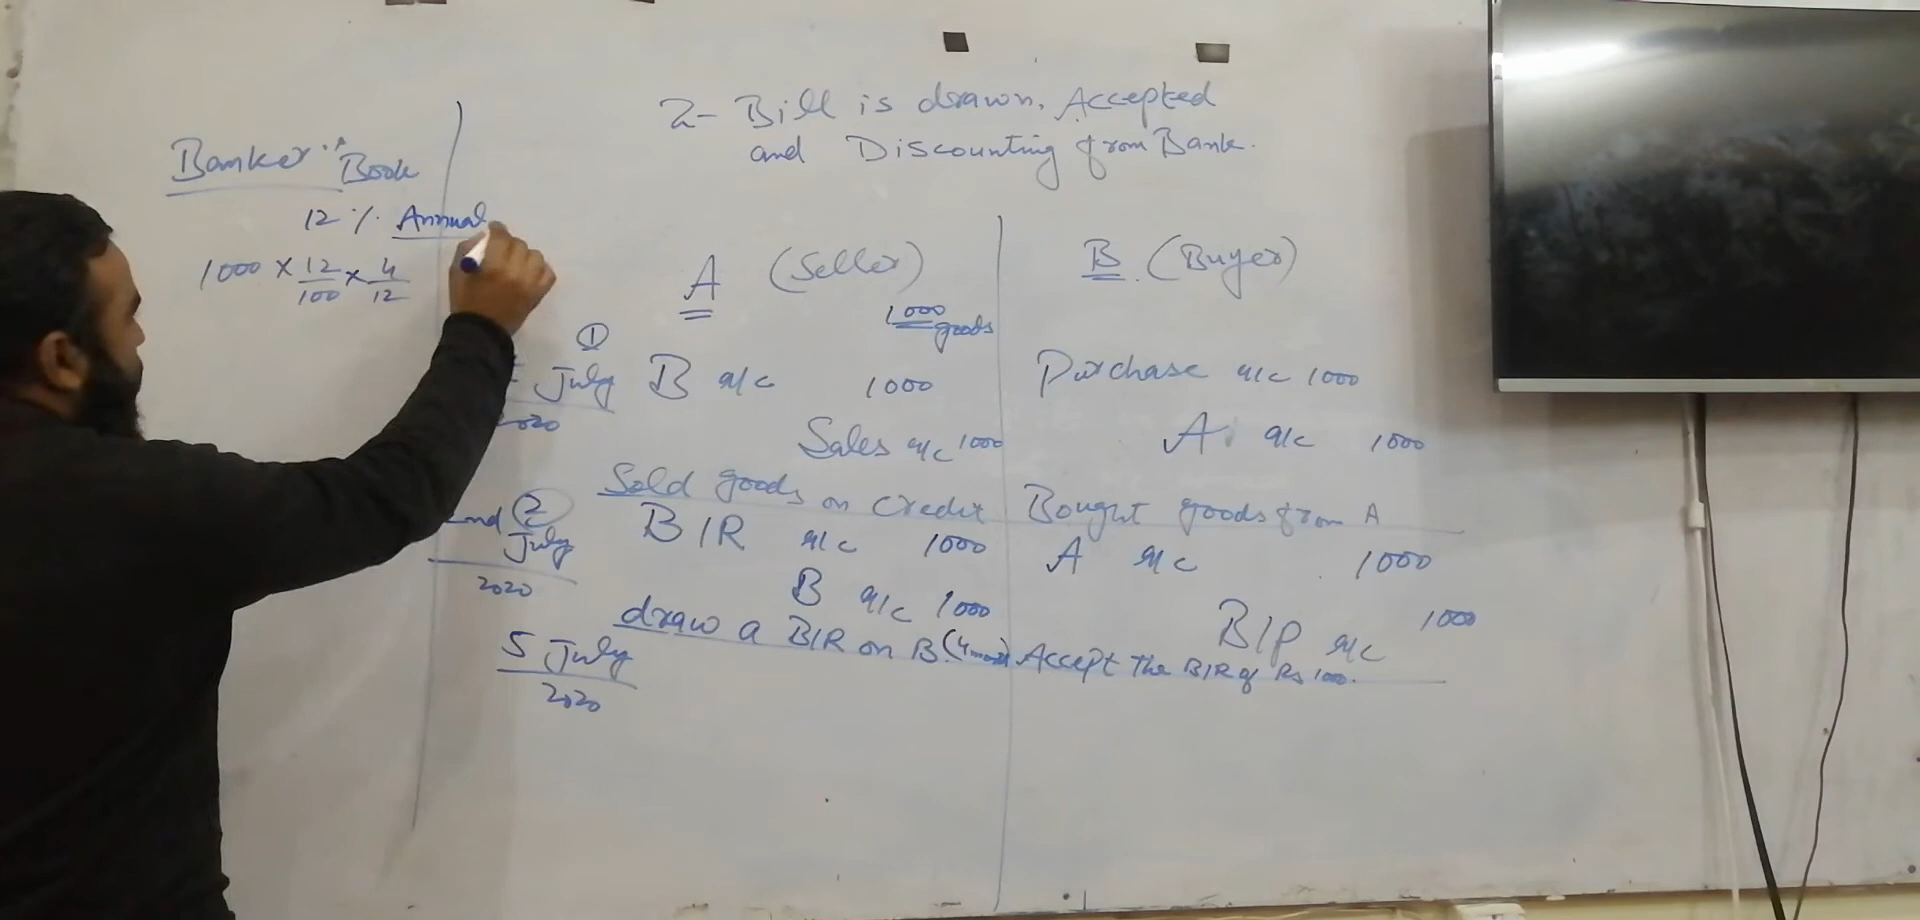 2- Bill is drawn, Accepted
and Discounting from Bank.
Banker's Book
12 % Annual
1000 × 12/100 × 4/12
A (Seller)
1000 goods
① July 2020 B a/c 1000
Sales a/c 1000
Sold goods on credit
2nd July 2020 B/R a/c 1000
B a/c 1000
draw a B/R on B (4 month)
5 July
2020
B. (Buyer)
Purchase a/c 1000
A a/c 1000
Bought goods from A
A a/c 1000
B/P a/c 1000
Accept The B/R of Rs 1000.